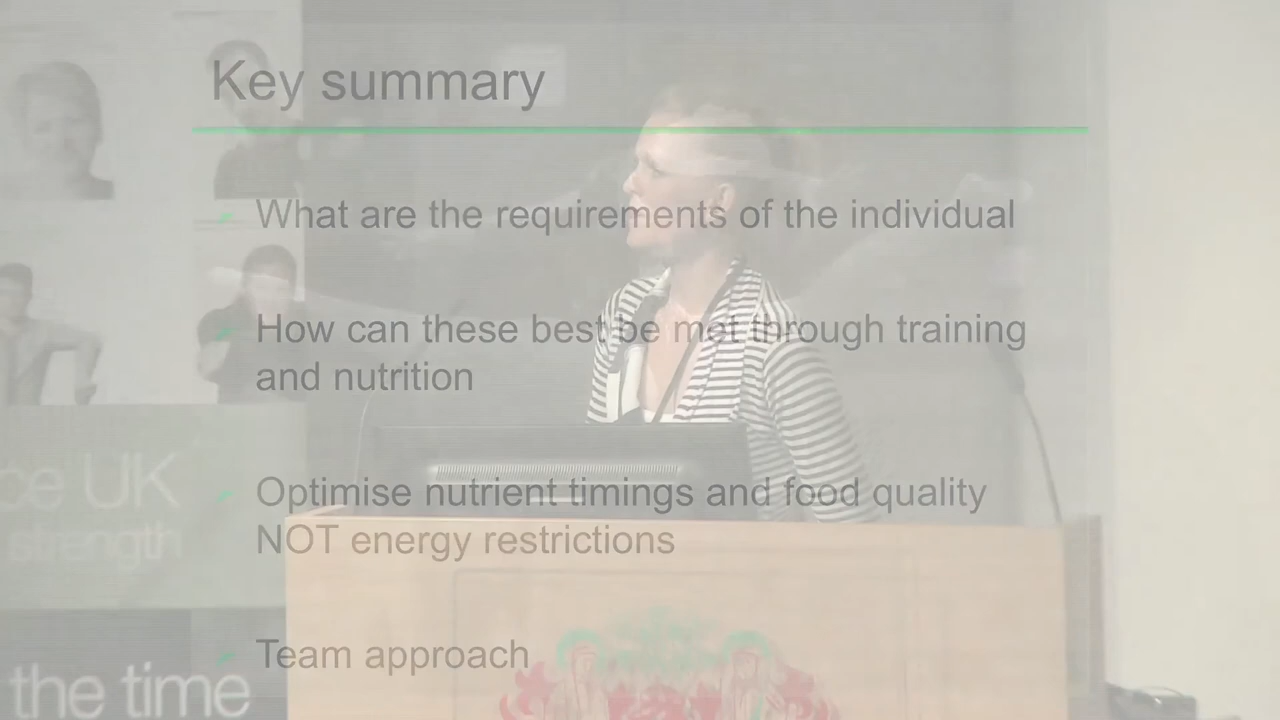 Key summary
What are the requirements of the individual
How can these best be met through training
and nutrition
Optimise nutrient timings and food quality
NOT energy restrictions
Team approach
ce UK
strength
the time